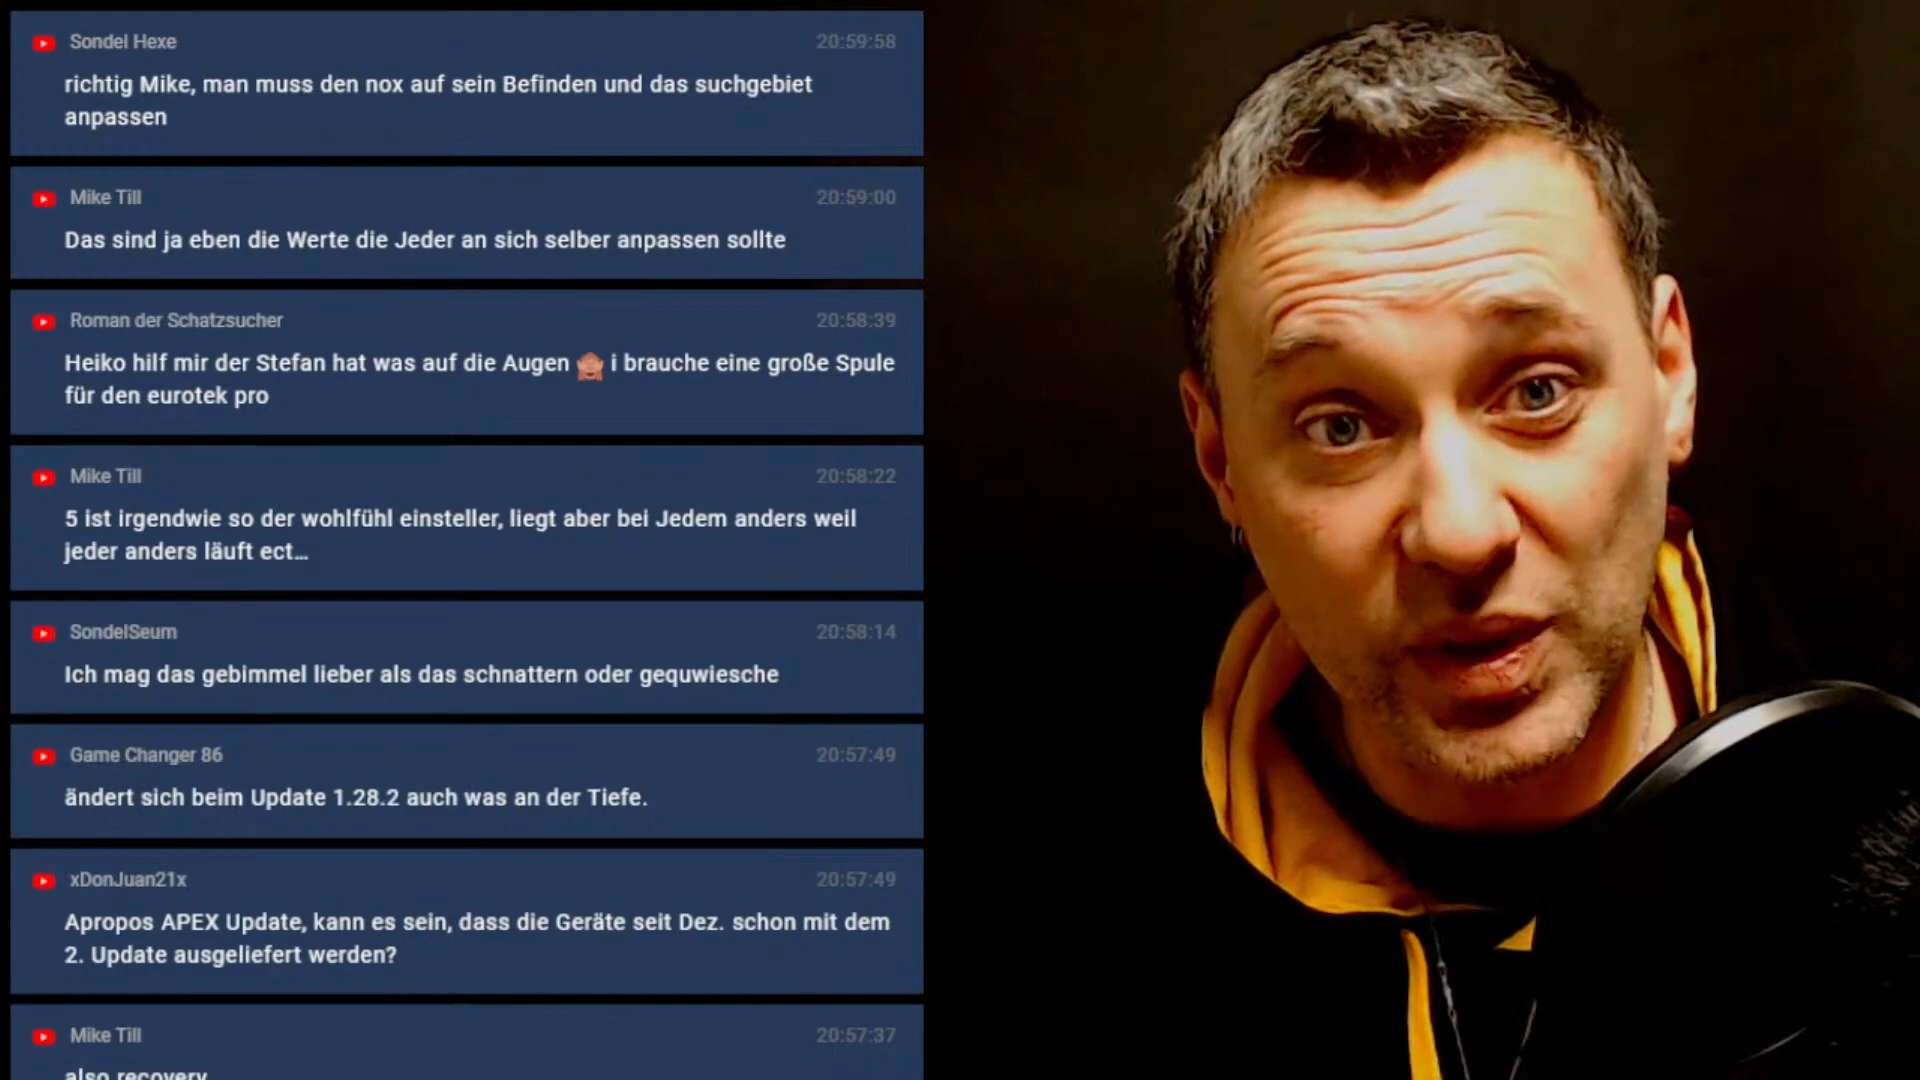 Sondel Hexe 20:59:58
richtig Mike, man muss den nox auf sein Befinden und das suchgebiet
anpassen
Mike Till 20:59:00
Das sind ja eben die Werte die Jeder an sich selber anpassen sollte
Roman der Schatzsucher 20:58:39
Heiko hilf mir der Stefan hat was auf die Augen 🙈 i brauche eine große Spule
für den eurotek pro
Mike Till 20:58:22
5 ist irgendwie so der wohlfühl einsteller, liegt aber bei Jedem anders weil
jeder anders läuft ect...
SondelSeum 20:58:14
Ich mag das gebimmel lieber als das schnattern oder gequwiesche
Game Changer 86 20:57:49
ändert sich beim Update 1.28.2 auch was an der Tiefe.
xDonJuan21x 20:57:49
Apropos APEX Update, kann es sein, dass die Geräte seit Dez. schon mit dem
2. Update ausgeliefert werden?
Mike Till 20:57:37
also recovery